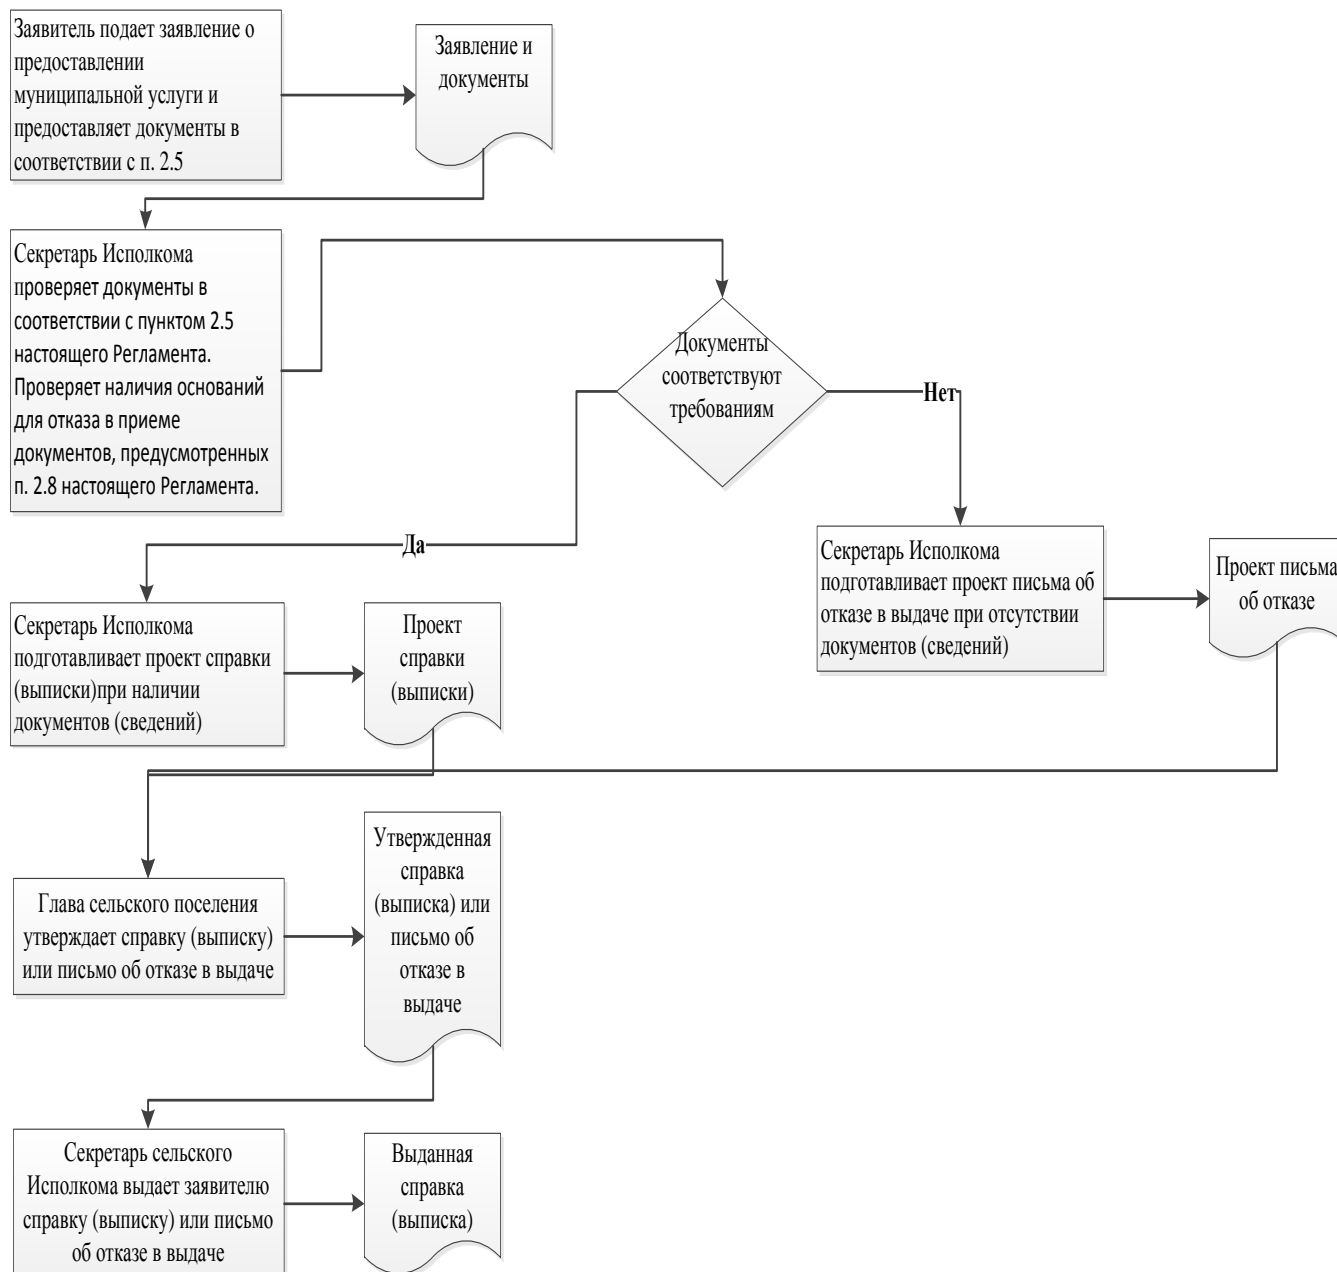 Заявитель подает заявление о
предоставлении
муниципальной услуги и
предоставляет документы в
соответствии с п. 2.5
Заявление и
документы
Секретарь Исполкома
проверяет документы в
соответствии с пунктом 2.5
настоящего Регламента.
Проверяет наличия оснований
для отказа в приеме
документов, предусмотренных
п. 2.8 настоящего Регламента.
Документы
соответствуют
требованиям
Нет
Да
Секретарь Исполкома
подготавливает проект письма об
отказе в выдаче при отсутствии
документов (сведений)
Проект письма
об отказе
Секретарь Исполкома
подготавливает проект справки
(выписки)при наличии
документов (сведений)
Проект
справки
(выписки)
Глава сельского поселения
утверждает справку (выписку)
или письмо об отказе в выдаче
Утвержденная
справка
(выписка) или
письмо об
отказе в
выдаче
Секретарь сельского
Исполкома выдает заявителю
справку (выписку) или письмо
об отказе в выдаче
Выданная
справка
(выписка)